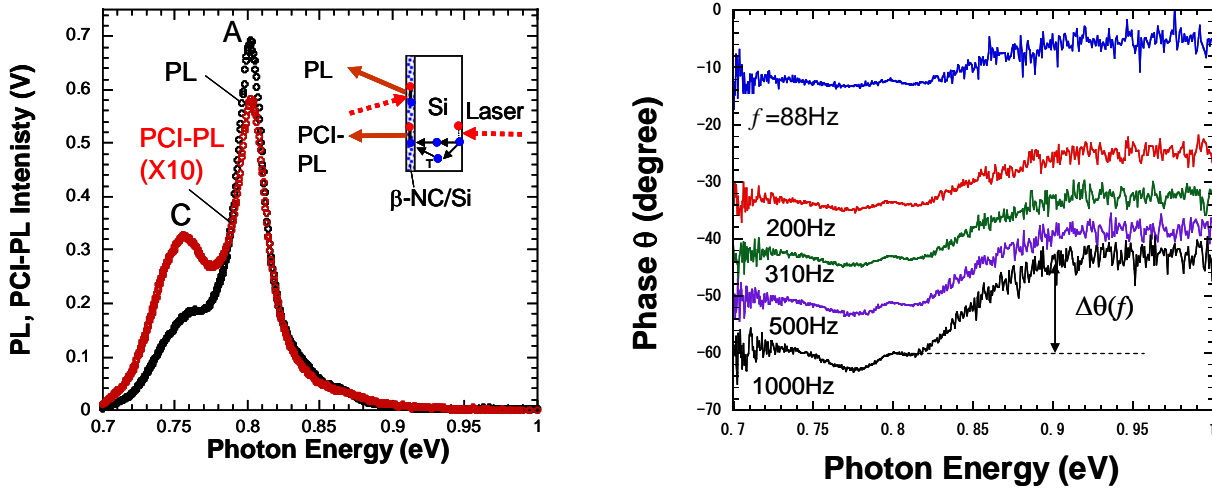 PL, PCI-PL Intenisty (V)
0.7
0.6
0.5
0.4
0.3
0.2
0.1
0
A
PL
PCI-PL
(X10)
C
PL
Si
Laser
PCI-
PL
T
β-NC/Si
0.7
0.75
0.8
0.85
0.9
0.95
1
Photon Energy (eV)
Phase θ (degree)
0
−10
−20
−30
−40
−50
−60
−70
f=88Hz
200Hz
310Hz
500Hz
1000Hz
Δθ(f)
0.7
0.75
0.8
0.85
0.9
0.95
1
Photon Energy (eV)